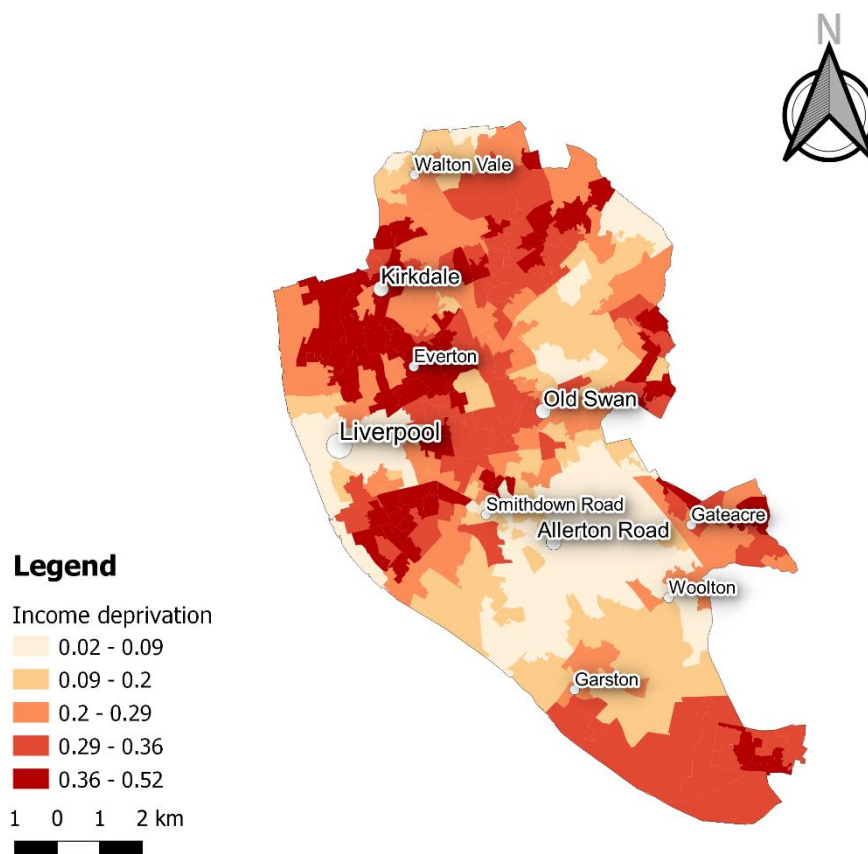 N
Walton Vale
Kirkdale
Everton
Old Swan
Liverpool
Smithdown Road
Gateacre
Allerton Road
Woolton
Garston
Legend
Income deprivation
0.02 - 0.09
0.09 - 0.2
0.2 - 0.29
0.29 - 0.36
0.36 - 0.52
1 0 1 2 km